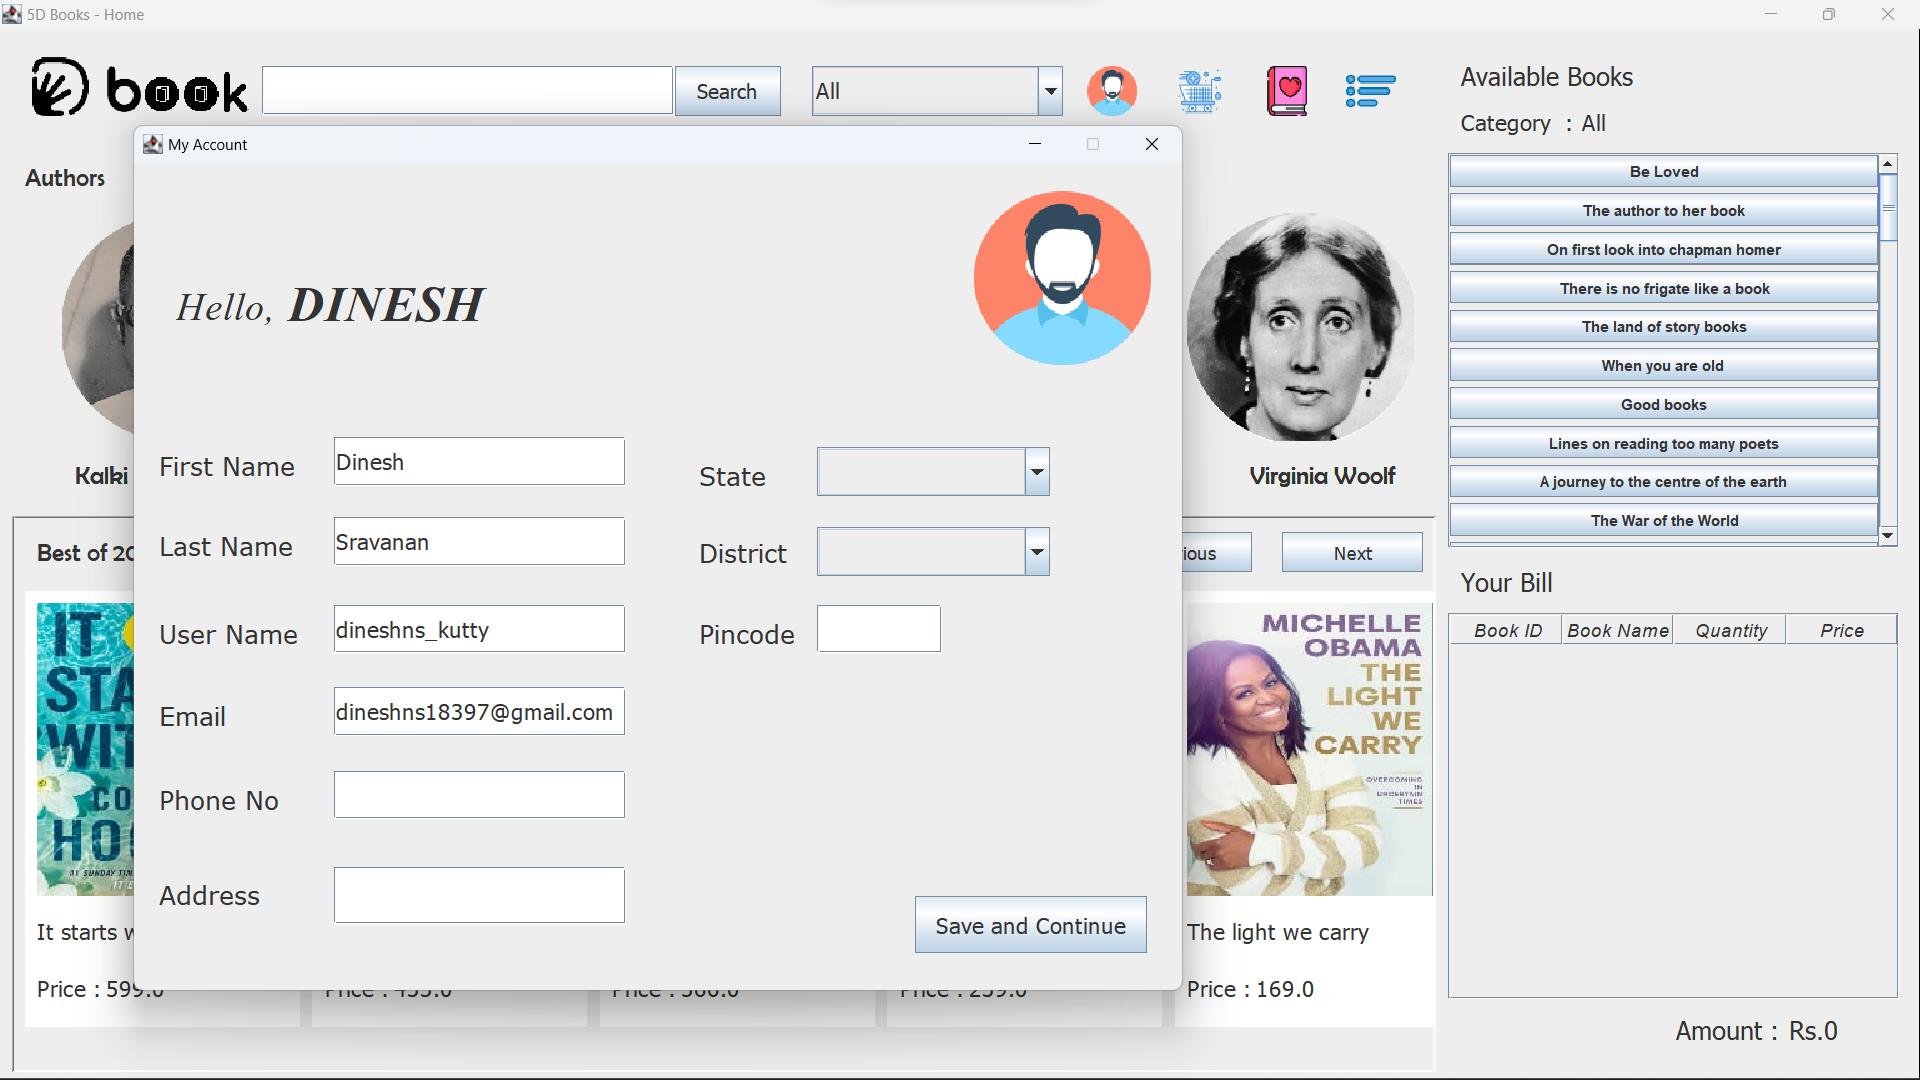 5D Books - Home
book
Search
All
Available Books
Category : All
My Account
Authors
Be Loved
The author to her book
On first look into chapman homer
There is no frigate like a book
The land of story books
When you are old
Good books
Lines on reading too many poets
A journey to the centre of the earth
The War of the World
Hello, DINESH
First Name
Dinesh
State
Last Name
Sravanan
District
User Name
dineshns_kutty
Pincode
Email
dineshns18397@gmail.com
Phone No
Address
Save and Continue
Kalki
Virginia Woolf
Best of 20
ious
Next
IT
STA
WIT
CO
HOO
MICHELLE
OBAMA
THE
LIGHT
WE
CARRY
OVERCOMING
IN
UNCERTAIN
TIMES
It starts w
Price : 599.0
The light we carry
Price : 169.0
Your Bill
Book ID
Book Name
Quantity
Price
Amount : Rs.0